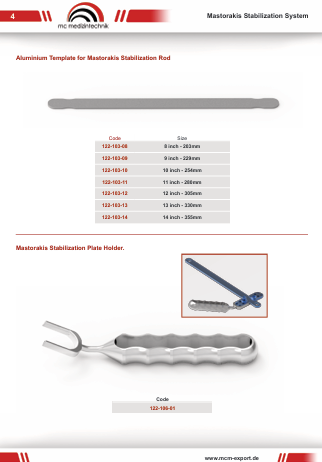 4
mc medizintechnik
Mastorakis Stabilization System
Aluminium Template for Mastorakis Stabilization Rod
Code Size
122-103-08 8 inch - 203mm
122-103-09 9 inch - 229mm
122-103-10 10 inch - 254mm
122-103-11 11 inch - 280mm
122-103-12 12 inch - 305mm
122-103-13 13 inch - 330mm
122-103-14 14 inch - 355mm
Mastorakis Stabilization Plate Holder.
Code
122-106-01
www.mcm-export.de